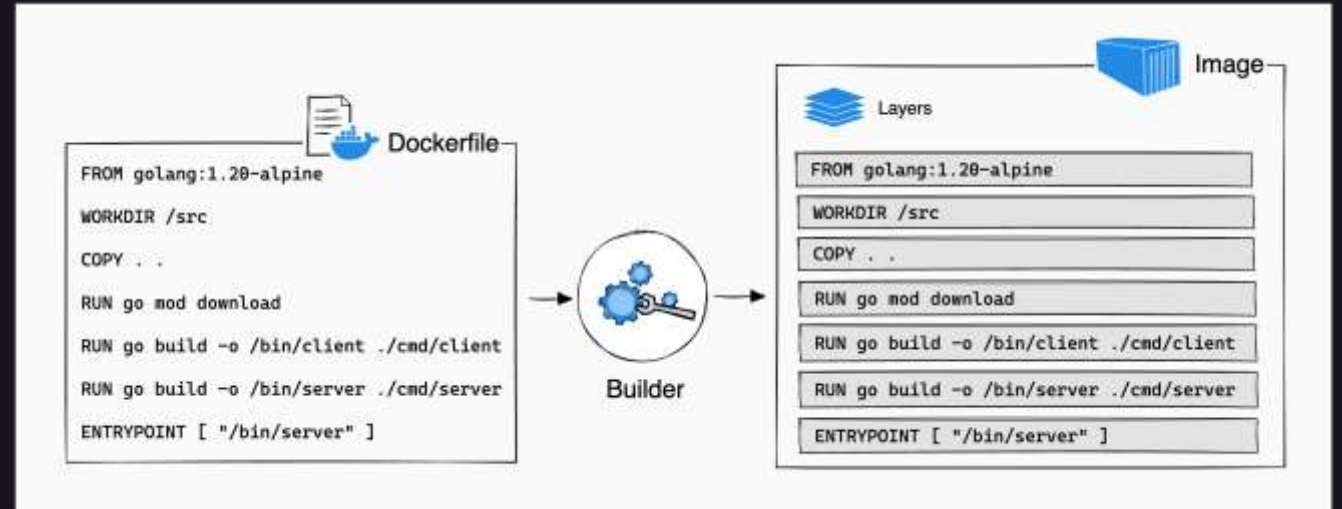 Dockerfile
FROM golang:1.20-alpine
WORKDIR /src
COPY . .
RUN go mod download
RUN go build -o /bin/client ./cmd/client
RUN go build -o /bin/server ./cmd/server
ENTRYPOINT [ "/bin/server" ]
Builder
Image
Layers
FROM golang:1.20-alpine
WORKDIR /src
COPY . .
RUN go mod download
RUN go build -o /bin/client ./cmd/client
RUN go build -o /bin/server ./cmd/server
ENTRYPOINT [ "/bin/server" ]